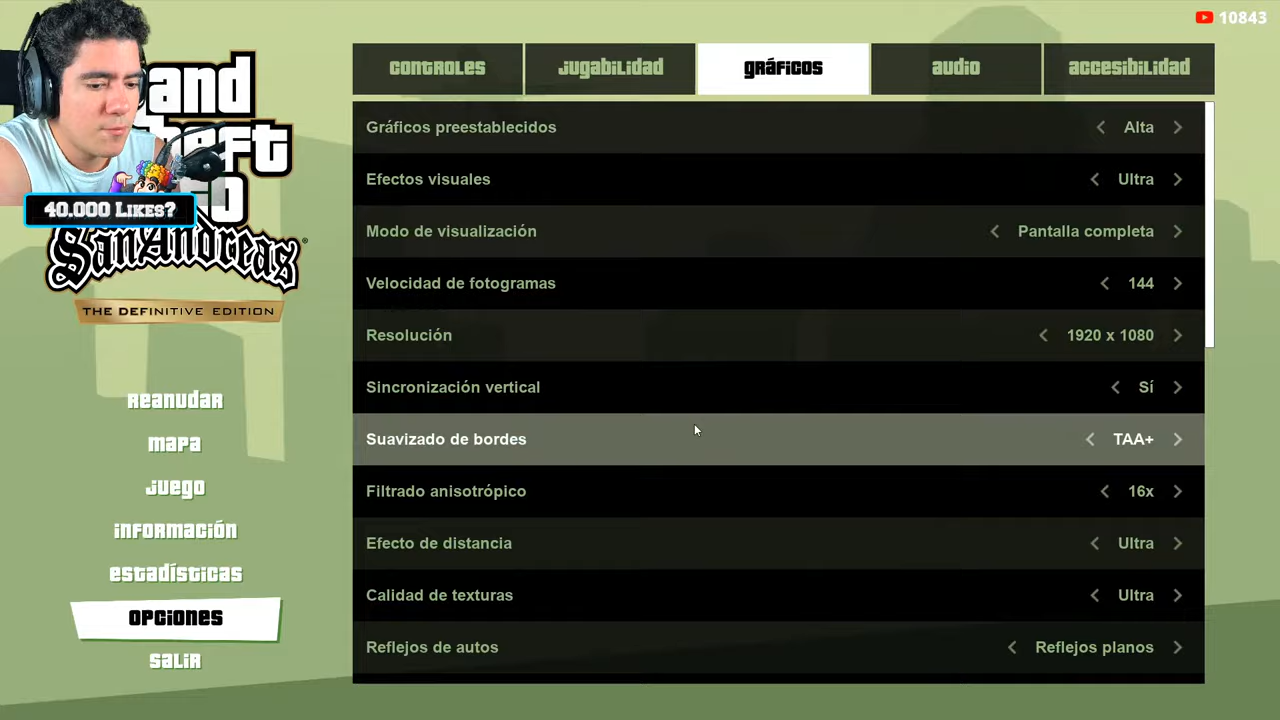 10843
controles
jugabilidad
gráficos
audio
accesibilidad
Gráficos preestablecidos
Alta
Efectos visuales
Ultra
Modo de visualización
Pantalla completa
Velocidad de fotogramas
144
Resolución
1920 x 1080
Sincronización vertical
Sí
Suavizado de bordes
TAA+
Filtrado anisotrópico
16x
Efecto de distancia
Ultra
Calidad de texturas
Ultra
Reflejos de autos
Reflejos planos
40.000 Likes?
San Andreas
THE DEFINITIVE EDITION
reanudar
mapa
juego
información
estadísticas
opciones
salir